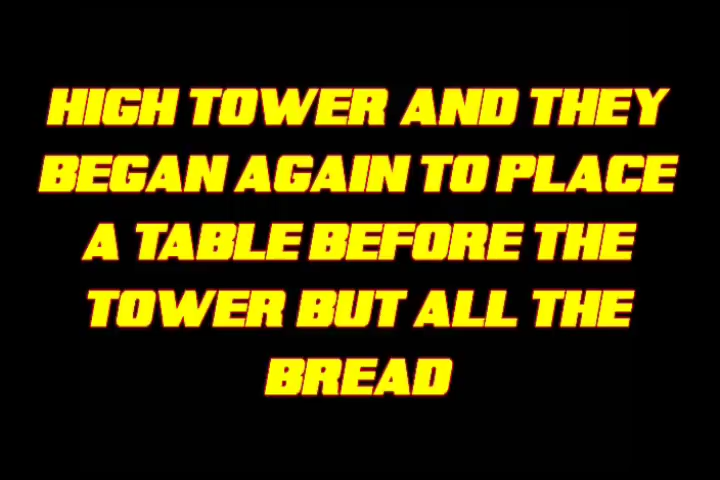 HIGH TOWER AND THEY
BEGAN AGAIN TO PLACE
A TABLE BEFORE THE
TOWER BUT ALL THE
BREAD